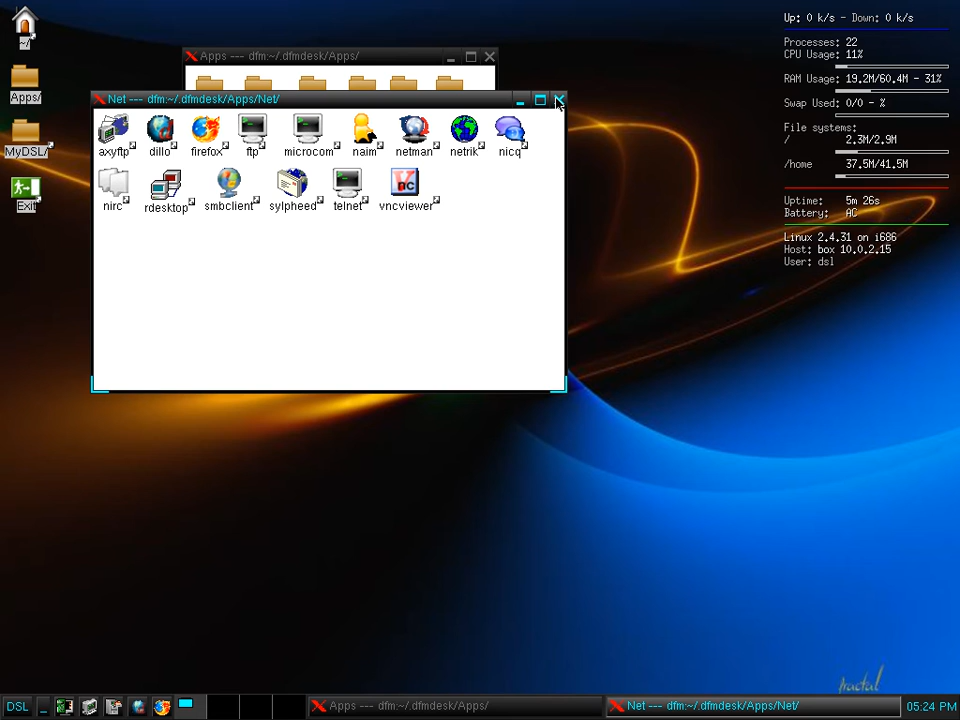 ~/
Apps/
MyDSL/
Exit
Apps --- dfm:~/.dfmdesk/Apps/
Net --- dfm:~/.dfmdesk/Apps/Net/
axyftp dillo firefox ftp microcom naim netman netrik nicq
nirc rdesktop smbclient sylpheed telnet vncviewer
Up: 0 k/s - Down: 0 k/s
Processes: 22
CPU Usage: 11%
RAM Usage: 19.2M/60.4M - 31%
Swap Used: 0/0 - %
File systems:
/ 2.3M/2.9M
/home 37.5M/41.5M
Uptime: 5m 26s
Battery: AC
Linux 2.4.31 on i686
Host: box 10.0.2.15
User: dsl
fractal
DSL Apps --- dfm:~/.dfmdesk/Apps/ Net --- dfm:~/.dfmdesk/Apps/Net/ 05:24 PM